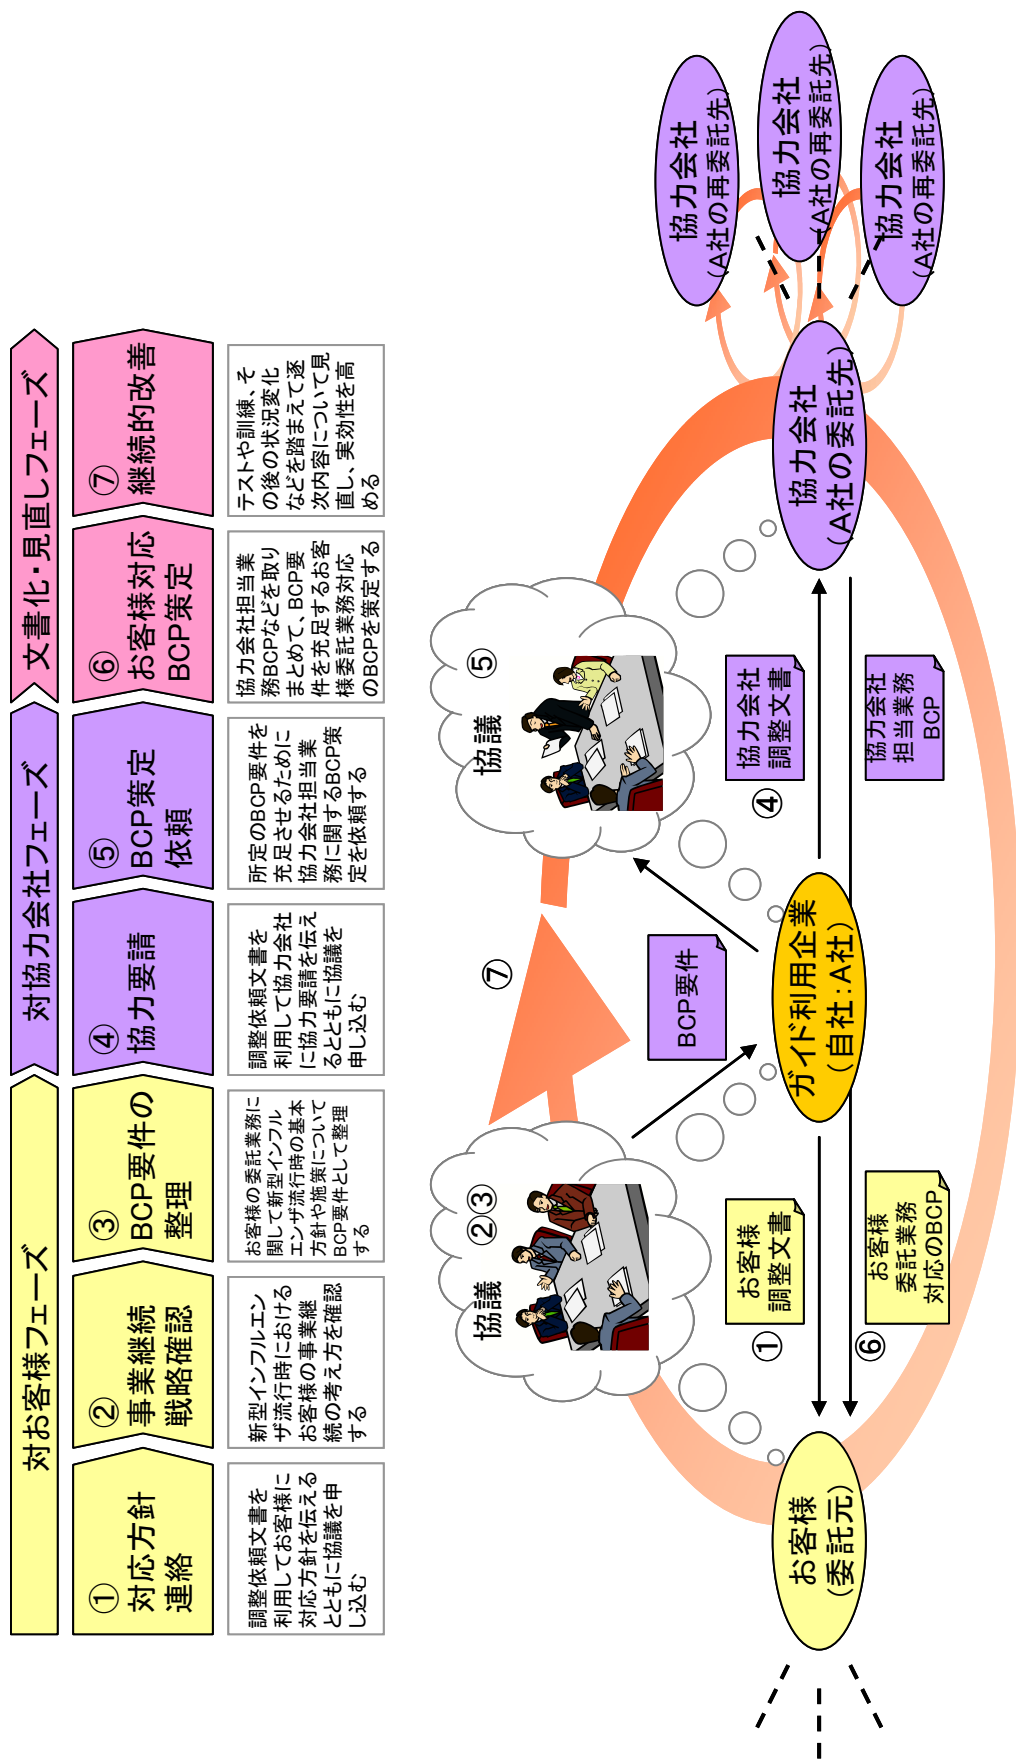 対お客様フェーズ
対協力会社フェーズ
文書化・見直しフェーズ
①
対応方針
連絡
②
事業継続
戦略確認
③
BCP要件の
整理
④
協力要請
⑤
BCP策定
依頼
⑥
お客様対応
BCP策定
⑦
継続的改善
調整依頼文書を
利用してお客様に
対応方針を伝える
とともに協議を申
し込む
新型インフルエン
ザ流行時における
お客様の事業継
続の考え方を確認
する
お客様の委託業務に
関して新型インフル
エンザ流行時の基本
方針や施策について
BCP要件として整理
する
調整依頼文書を
利用して協力会社
に協力要請を伝え
るとともに協議を
申し込む
所定のBCP要件を
充足させるために
協力会社担当業
務に関するBCP策
定を依頼する
協力会社担当業
務BCPなどを取り
まとめて、BCP要
件を充足するお客
様委託業務対応
のBCPを策定する
テストや訓練、そ
の後の状況変化
などを踏まえて逐
次内容について見
直し、実効性を高
める
協議
②③
協議
⑤
⑦
BCP要件
①
お客様
調整文書
④
協力会社
調整文書
お客様
(委託元)
ガイド利用企業
(自社:A社)
協力会社
(A社の委託先)
⑥
お客様
委託業務
対応のBCP
協力会社
担当業務
BCP
協力会社
(A社の再委託先)
協力会社
(A社の再委託先)
協力会社
(A社の再委託先)